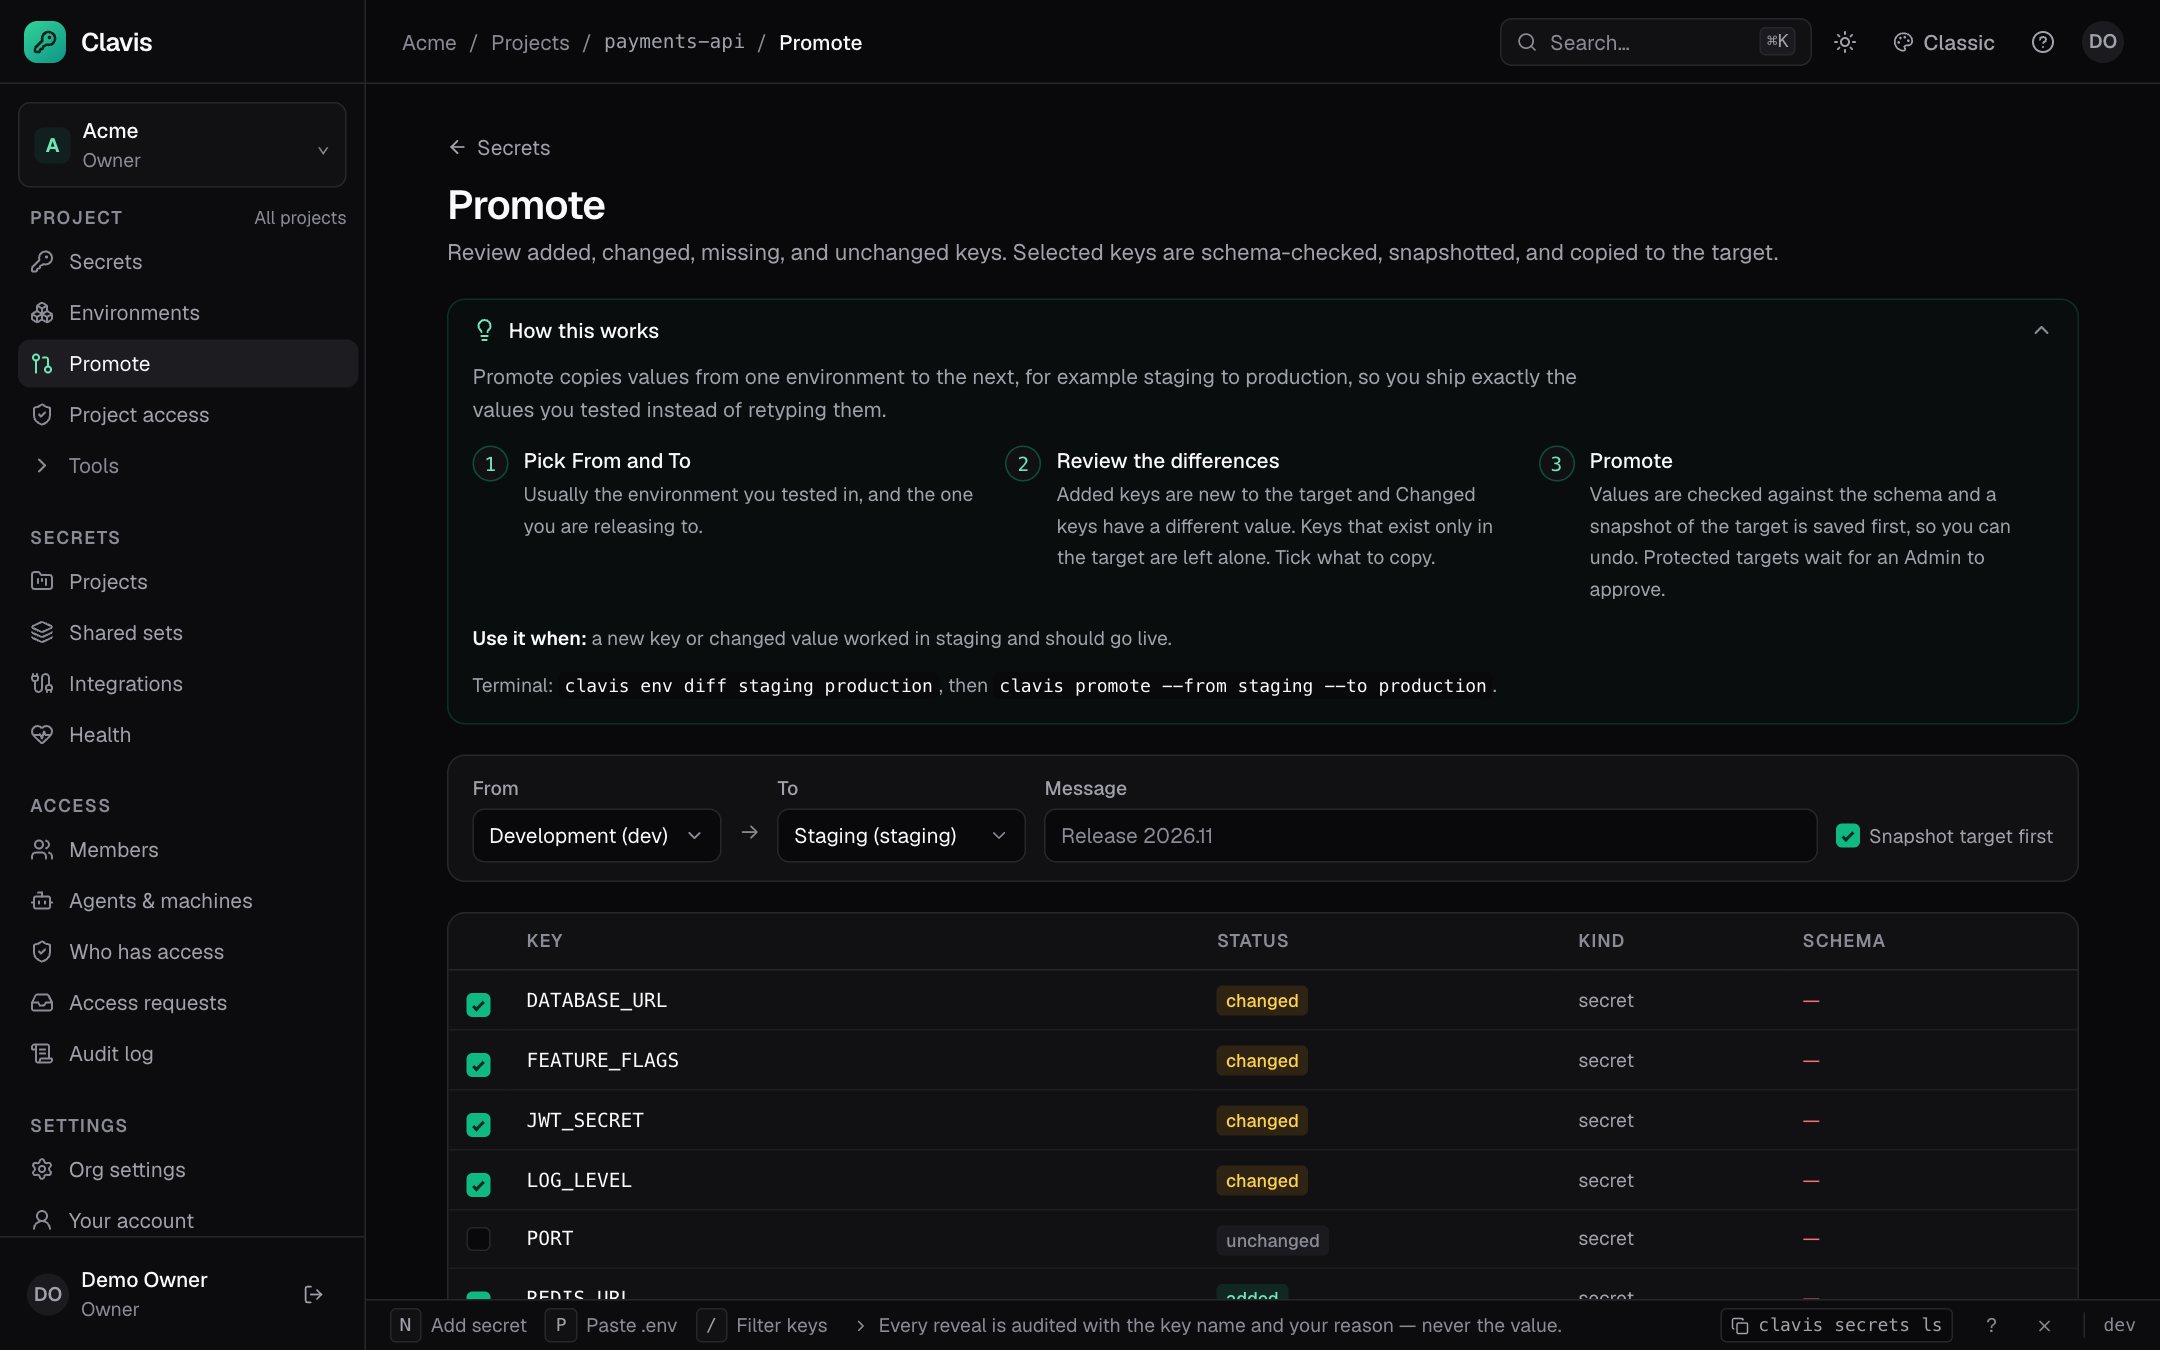 Clavis
Acme / Projects / payments-api / Promote
Search... ⌘K
Classic
DO
A
Acme
Owner
PROJECT
All projects
Secrets
Environments
Promote
Project access
Tools
SECRETS
Projects
Shared sets
Integrations
Health
ACCESS
Members
Agents & machines
Who has access
Access requests
Audit log
SETTINGS
Org settings
Your account
DO
Demo Owner
Owner
← Secrets
Promote
Review added, changed, missing, and unchanged keys. Selected keys are schema-checked, snapshotted, and copied to the target.
How this works
Promote copies values from one environment to the next, for example staging to production, so you ship exactly the
values you tested instead of retyping them.
1
Pick From and To
Usually the environment you tested in, and the one
you are releasing to.
2
Review the differences
Added keys are new to the target and Changed
keys have a different value. Keys that exist only in
the target are left alone. Tick what to copy.
3
Promote
Values are checked against the schema and a
snapshot of the target is saved first, so you can
undo. Protected targets wait for an Admin to
approve.
Use it when: a new key or changed value worked in staging and should go live.
Terminal: clavis env diff staging production, then clavis promote --from staging --to production.
From
Development (dev)
→
To
Staging (staging)
Message
Release 2026.11
Snapshot target first
KEY STATUS KIND SCHEMA
DATABASE_URL changed secret —
FEATURE_FLAGS changed secret —
JWT_SECRET changed secret —
LOG_LEVEL changed secret —
PORT unchanged secret —
REDIS_URL added secret —
N Add secret P Paste .env / Filter keys > Every reveal is audited with the key name and your reason — never the value.
clavis secrets ls ? × dev